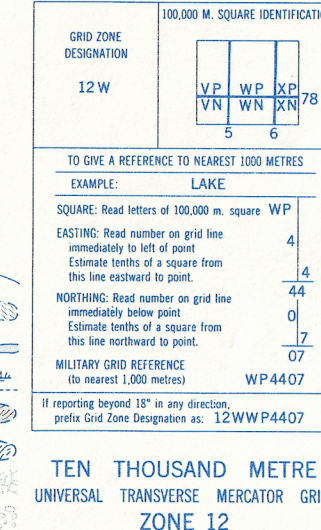 100,000 M. SQUARE IDENTIFICATI
GRID ZONE
DESIGNATION
12 W
VP WP XP
78
VN WN XN
5 6
TO GIVE A REFERENCE TO NEAREST 1000 METRES
EXAMPLE: LAKE
SQUARE: Read letters of 100,000 m. square WP
EASTING: Read number on grid line
immediately to left of point 4
Estimate tenths of a square from
this line eastward to point. 4
44
NORTHING: Read number on grid line
immediately below point 0
Estimate tenths of a square from
this line northward to point. 7
07
MILITARY GRID REFERENCE
(to nearest 1,000 metres) WP4407
If reporting beyond 18° in any direction,
prefix Grid Zone Designation as: 12WWP4407
TEN THOUSAND METRE
UNIVERSAL TRANSVERSE MERCATOR GRI
ZONE 12